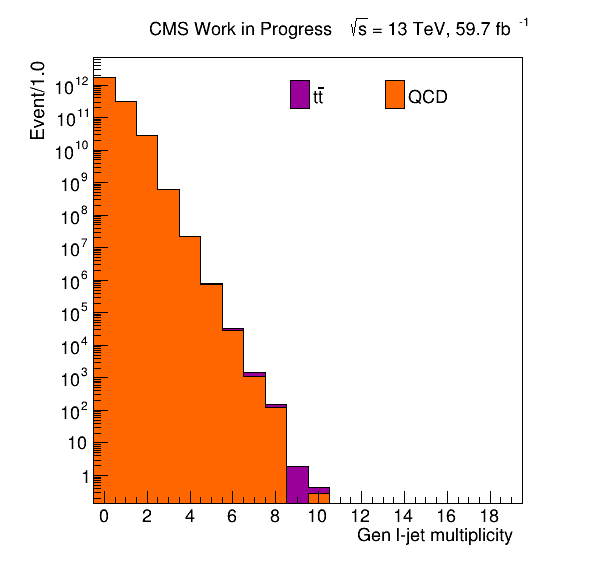 CMS Work in Progress √s = 13 TeV, 59.7 fb⁻¹
Event/1.0
tt̄
QCD
10¹²
10¹¹
10¹⁰
10⁹
10⁸
10⁷
10⁶
10⁵
10⁴
10³
10²
10
1
0 2 4 6 8 10 12 14 16 18
Gen l-jet multiplicity